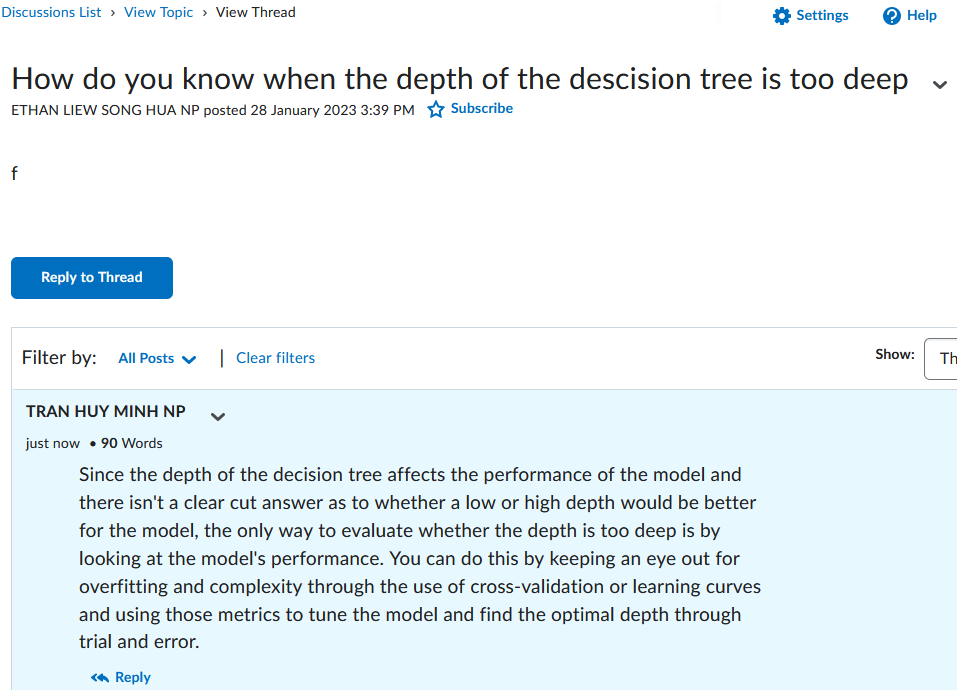 Discussions List › View Topic › View Thread
Settings Help
How do you know when the depth of the descision tree is too deep
ETHAN LIEW SONG HUA NP posted 28 January 2023 3:39 PM Subscribe
f
Reply to Thread
Filter by: All Posts | Clear filters Show: Th
TRAN HUY MINH NP
just now • 90 Words
Since the depth of the decision tree affects the performance of the model and
there isn't a clear cut answer as to whether a low or high depth would be better
for the model, the only way to evaluate whether the depth is too deep is by
looking at the model's performance. You can do this by keeping an eye out for
overfitting and complexity through the use of cross-validation or learning curves
and using those metrics to tune the model and find the optimal depth through
trial and error.
Reply